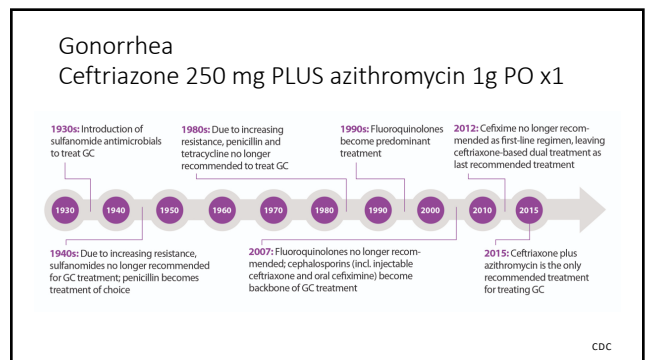 Gonorrhea
Ceftriazone 250 mg PLUS azithromycin 1g PO x1
1930s: Introduction of
sulfanomide antimicrobials
to treat GC
1980s: Due to increasing
resistance, penicillin and
tetracycline no longer
recommended to treat GC
1990s: Fluoroquinolones
become predominant
treatment
2012: Cefixime no longer recom-
mended as first-line regimen, leaving
ceftriaxone-based dual treatment as
last recommended treatment
1930 1940 1950 1960 1970 1980 1990 2000 2010 2015
1940s: Due to increasing resistance,
sulfanomides no longer recommended
for GC treatment; penicillin becomes
treatment of choice
2007: Fluoroquinolones no longer recom-
mended; cephalosporins (incl. injectable
ceftriaxone and oral cefiximine) become
backbone of GC treatment
2015: Ceftriaxone plus
azithromycin is the only
recommended treatment
for treating GC
CDC